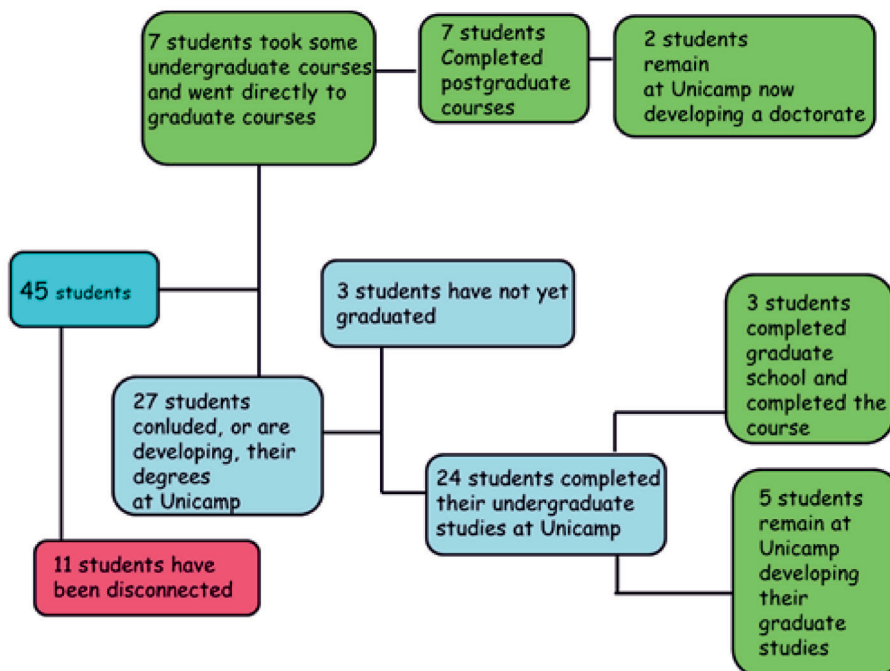 7 students took some
undergraduate courses
and went directly to
graduate courses
7 students
Completed
postgraduate
courses
2 students
remain
at Unicamp now
developing a doctorate
45 students
3 students have not yet
graduated
3 students
completed
graduate
school and
completed the
course
27 students
conluded, or are
developing, their
degrees
at Unicamp
24 students completed
their undergraduate
studies at Unicamp
5 students
remain at
Unicamp
developing
their
graduate
studies
11 students have
been disconnected